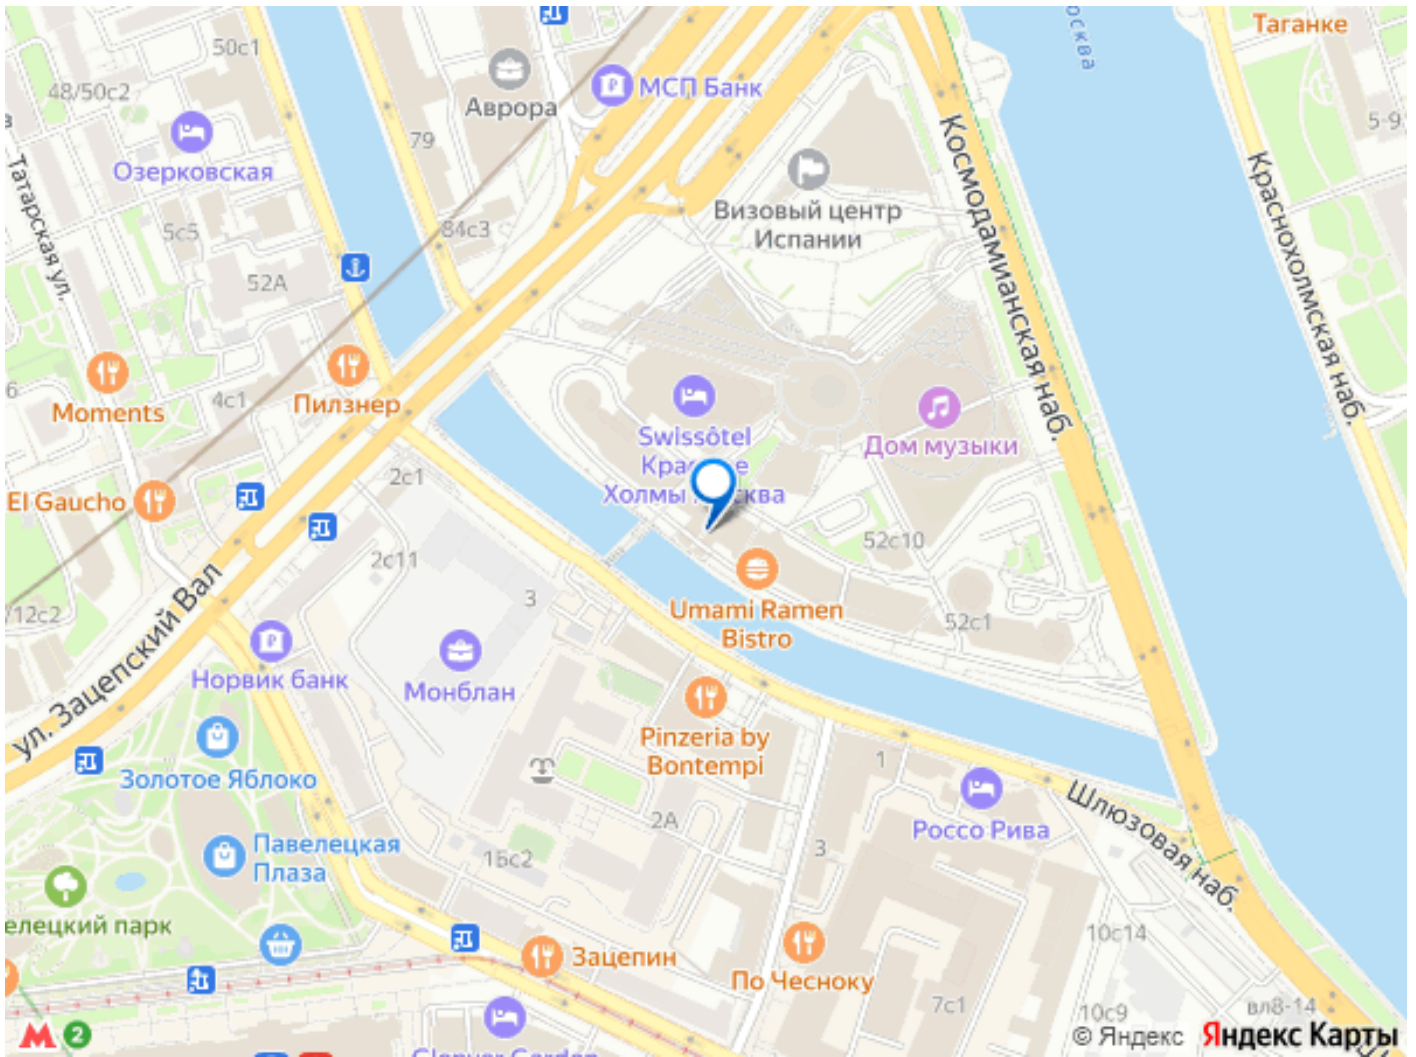 Таганке
50с1
48/50с2
Аврора
МСП Банк
79
5-9
Озерковская
Татарская ул.
Космодамианская наб.
Краснохолмская наб.
Визовый центр
Испании
5с5
84с3
52А
6
Moments
4с1
Пилзнер
Swissôtel
Холмы
Дом музыки
El Gaucho
2с1
2с11
52с10
/12с2
3
Umami Ramen
Bistro
52с1
ул. Зацепский Вал
Норвик банк
Монблан
Pinzeria by
Bontempi
Золотое Яблоко
1
Шлюзовая наб.
2А
Россо Рива
Павелецкая
Плаза
1Бс2
3
елецкий парк
Зацепин
По Чесноку
10с14
7с1
10с9
вл8-14
2
© Яндекс
Яндекс Карты